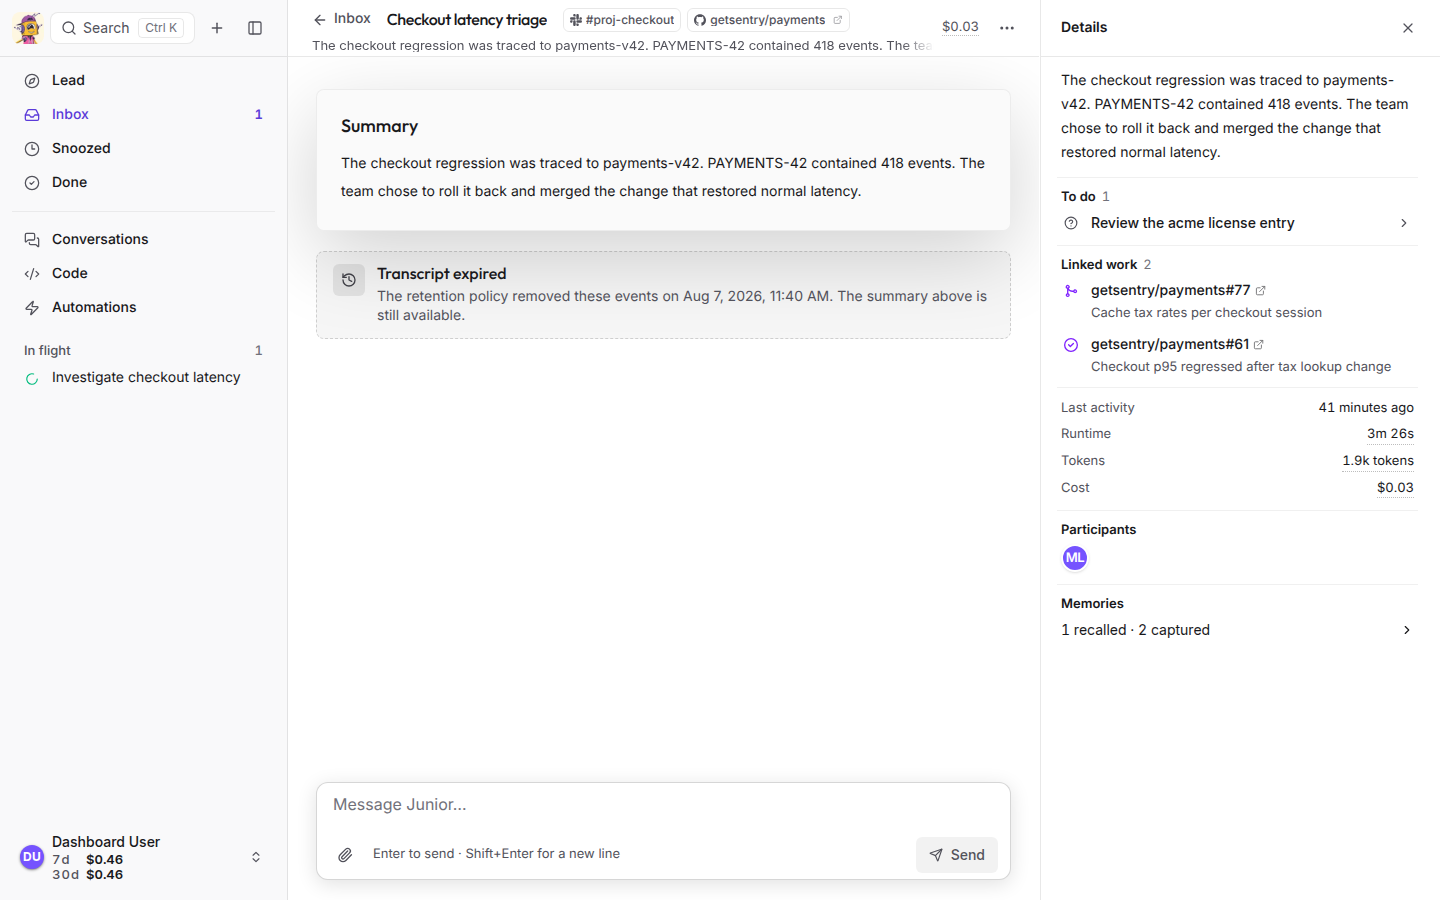 Search Ctrl K
Lead
Inbox 1
Snoozed
Done
Conversations
Code
Automations
In flight 1
Investigate checkout latency
DU
Dashboard User
7d $0.46
30d $0.46
Inbox Checkout latency triage #proj-checkout getsentry/payments $0.03
The checkout regression was traced to payments-v42. PAYMENTS-42 contained 418 events. The tea
Summary
The checkout regression was traced to payments-v42. PAYMENTS-42 contained 418 events. The
team chose to roll it back and merged the change that restored normal latency.
Transcript expired
The retention policy removed these events on Aug 7, 2026, 11:40 AM. The summary above is
still available.
Message Junior...
Enter to send · Shift+Enter for a new line
Send
Details
The checkout regression was traced to payments-
v42. PAYMENTS-42 contained 418 events. The team
chose to roll it back and merged the change that
restored normal latency.
To do 1
Review the acme license entry
Linked work 2
getsentry/payments#77
Cache tax rates per checkout session
getsentry/payments#61
Checkout p95 regressed after tax lookup change
Last activity 41 minutes ago
Runtime 3m 26s
Tokens 1.9k tokens
Cost $0.03
Participants
ML
Memories
1 recalled · 2 captured